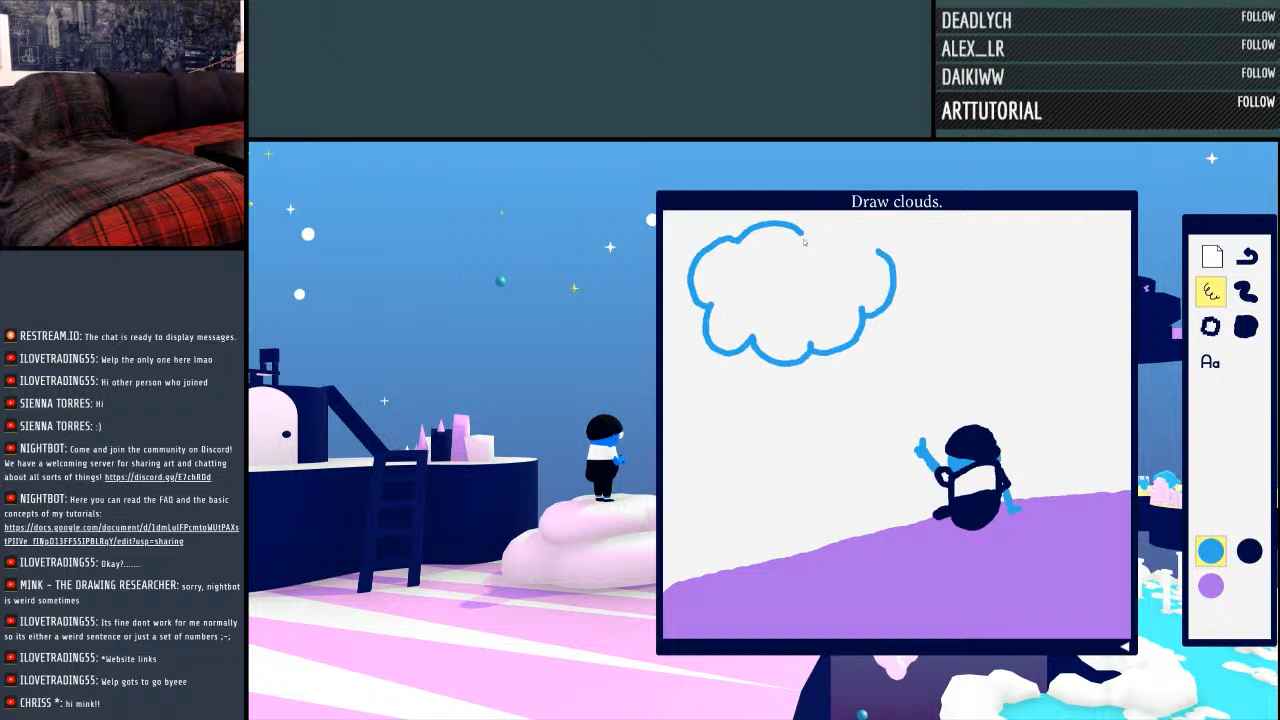 DEADLYCH FOLLOW
ALEX_LR FOLLOW
DAIKIWW FOLLOW
ARTTUTORIAL FOLLOW
Draw clouds.
Aa
RESTREAM.IO: The chat is ready to display messages.
ILOVETRADING55: Welp the only one here lmao
ILOVETRADING55: Hi other person who joined
SIENNA TORRES: Hi
SIENNA TORRES: :)
NIGHTBOT: Come and join the community on Discord!
We have a welcoming server for sharing art and chatting
about all sorts of things! https://discord.gg/E7chRDd
NIGHTBOT: Here you can read the FAQ and the basic
concepts of my tutorials:
ILOVETRADING55: Okay?.......
MINK - THE DRAWING RESEARCHER: sorry, nightbot
is weird sometimes
ILOVETRADING55: Its fine dont work for me normally
so its either a weird sentence or just a set of numbers ;-;
ILOVETRADING55: *Website links
ILOVETRADING55: Welp gots to go byeee
CHRISS *: hi mink!!